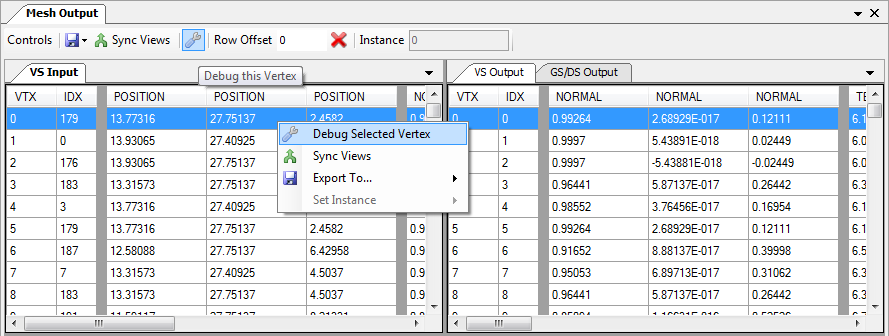 Mesh Output
Controls Sync Views Row Offset 0 Instance 0
Debug this Vertex
VS Input
VTX IDX POSITION POSITION POSITION
0 179 13.77316 27.75137 2.4582 0.9
1 0 13.93065 27.40925
2 176 13.93065 27.75137
3 183 13.31573 27.75137
4 3 13.77316 27.40925
5 179 13.77316 27.75137 2.4582 0.9
6 187 12.58088 27.75137 6.42958 0.9
7 7 13.31573 27.40925 4.5037 0.9
8 183 13.31573 27.75137 4.5037 0.9
Debug Selected Vertex
Sync Views
Export To...
Set Instance
VS Output GS/DS Output
VTX IDX NORMAL NORMAL NORMAL TE
0 0 0.99264 2.68929E-017 0.12111 6.1
1 1 0.9997 5.43891E-018 0.02449 6.0
2 2 0.9997 -5.43881E-018 -0.02449 6.0
3 3 0.96441 5.87137E-017 0.26442 6.3
4 4 0.98552 3.76456E-017 0.16954 6.1
5 5 0.99264 2.68929E-017 0.12111 6.1
6 6 0.91652 8.88137E-017 0.39998 6.5
7 7 0.95053 6.89713E-017 0.31062 6.3
8 8 0.96441 5.87137E-017 0.26442 6.3